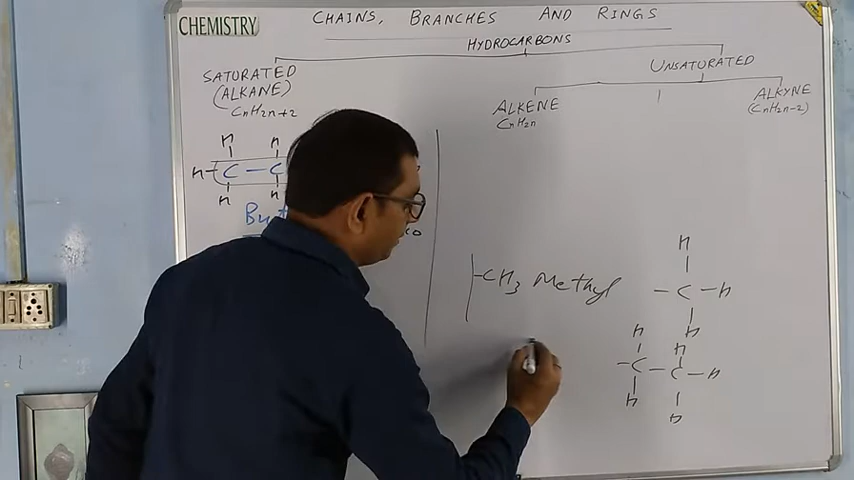 CHEMISTRY
CHAINS, BRANCHES AND RINGS
HYDROCARBONS
SATURATED
(ALKANE)
CnH2n+2
UNSATURATED
ALKENE
CnH2n
ALKYNE
(CnH2n-2)
H H
H-C-C
H H
-CH3 Methyl
H
-C-H
H
H H
-C-C-H
H H